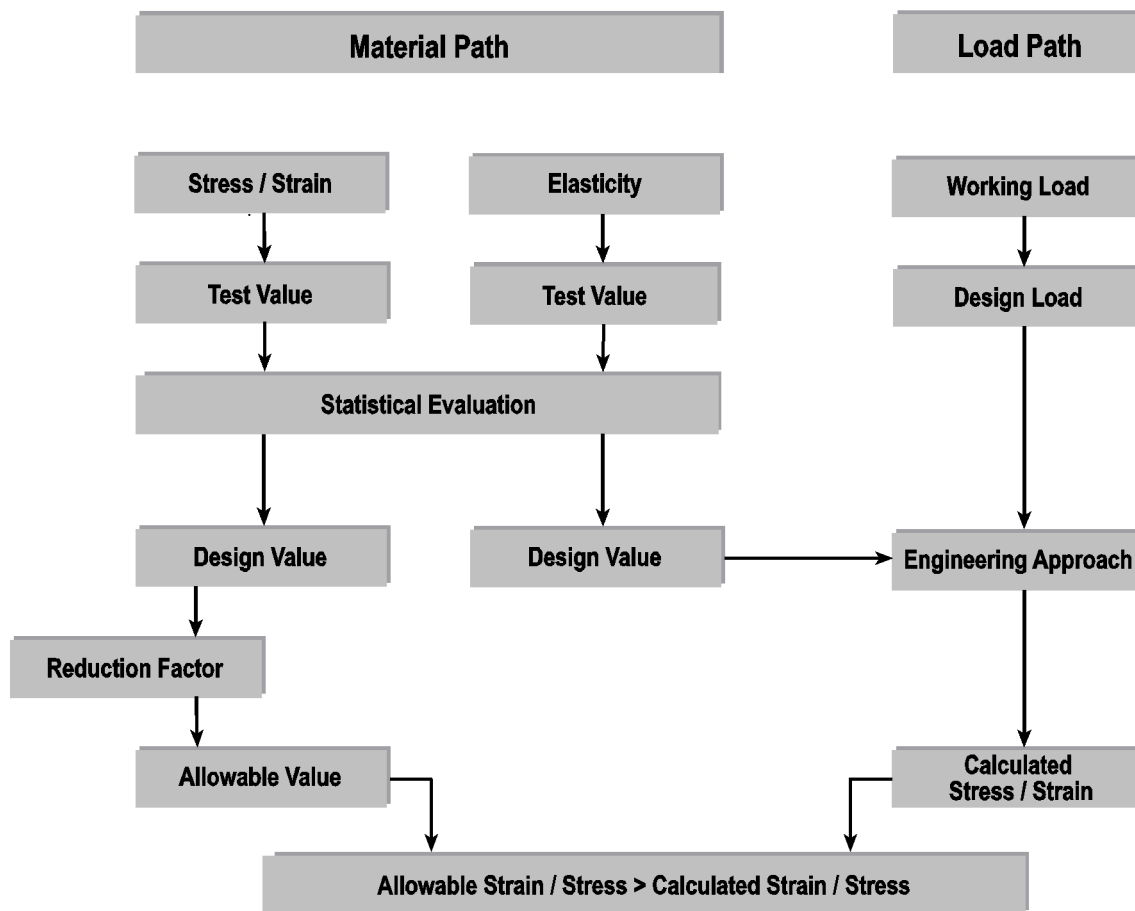 Material Path
Load Path
Stress / Strain
Elasticity
Working Load
Test Value
Test Value
Design Load
Statistical Evaluation
Design Value
Design Value
Engineering Approach
Reduction Factor
Allowable Value
Calculated
Stress / Strain
Allowable Strain / Stress > Calculated Strain / Stress